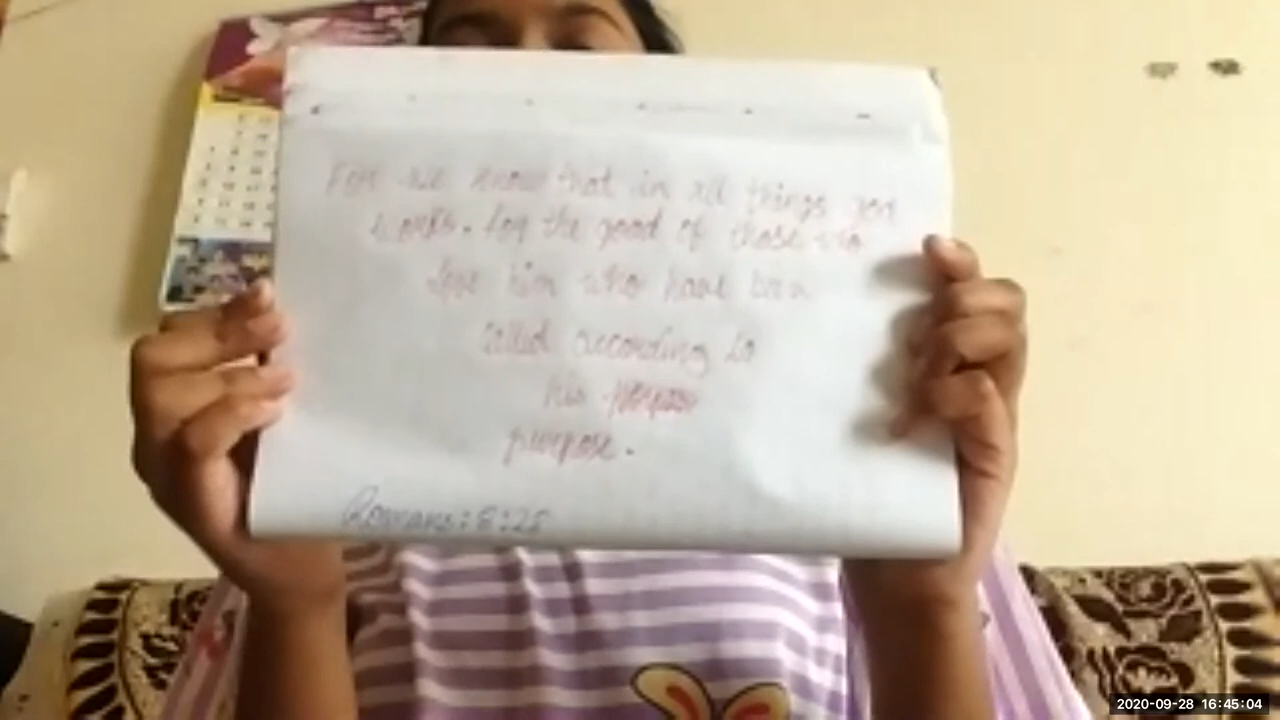 For we know that in all things god
works. for the good of those who
love him who have been
called according to
his
purpose.
Romans: 8:28
2020-09-28 16:45:04